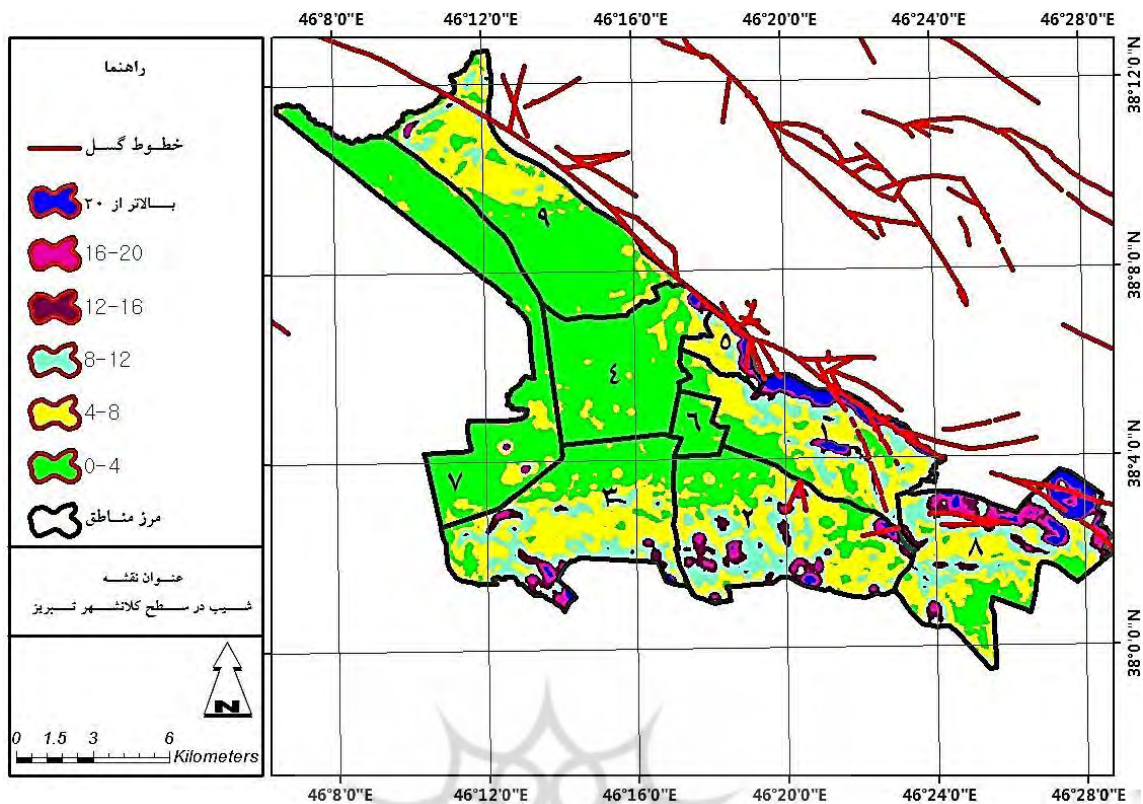 46°8'0"E 46°12'0"E 46°16'0"E 46°20'0"E 46°24'0"E 46°28'0"E
راهنما
خطوط گسل
بالاتر از ۲۰
16-20
12-16
8-12
4-8
0-4
مرز مناطق
عنوان نقشه
شیب در سطح کلانشهر تبریز
N
0 1.5 3 6
Kilometers
۹
۵
۴
۱
۶
۷
۳
۲
۸
38°12'0"N
38°8'0"N
38°4'0"N
38°0'0"N
46°8'0"E 46°12'0"E 46°16'0"E 46°20'0"E 46°24'0"E 46°28'0"E